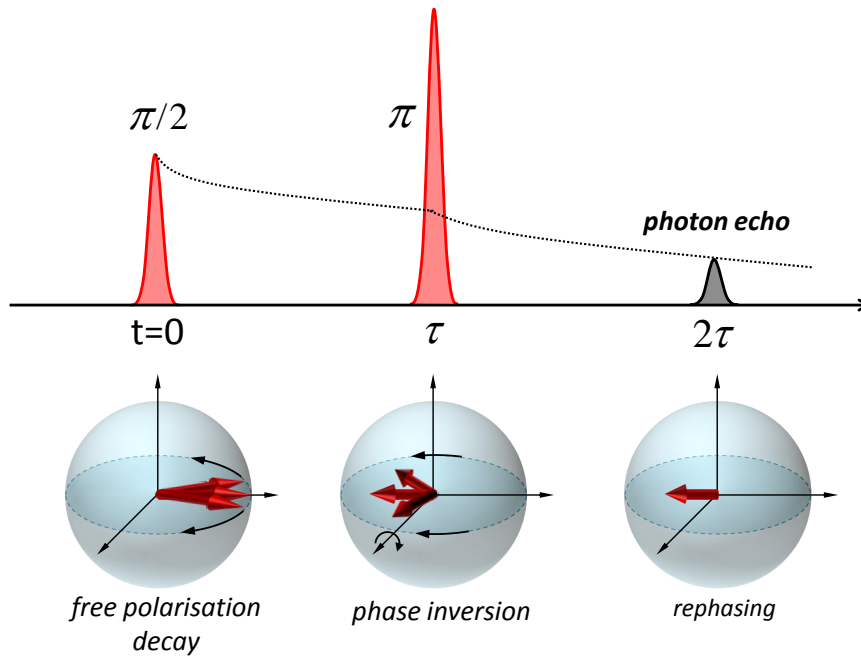 π/2
π
photon echo
t=0
τ
2τ
free polarisation
decay
phase inversion
rephasing